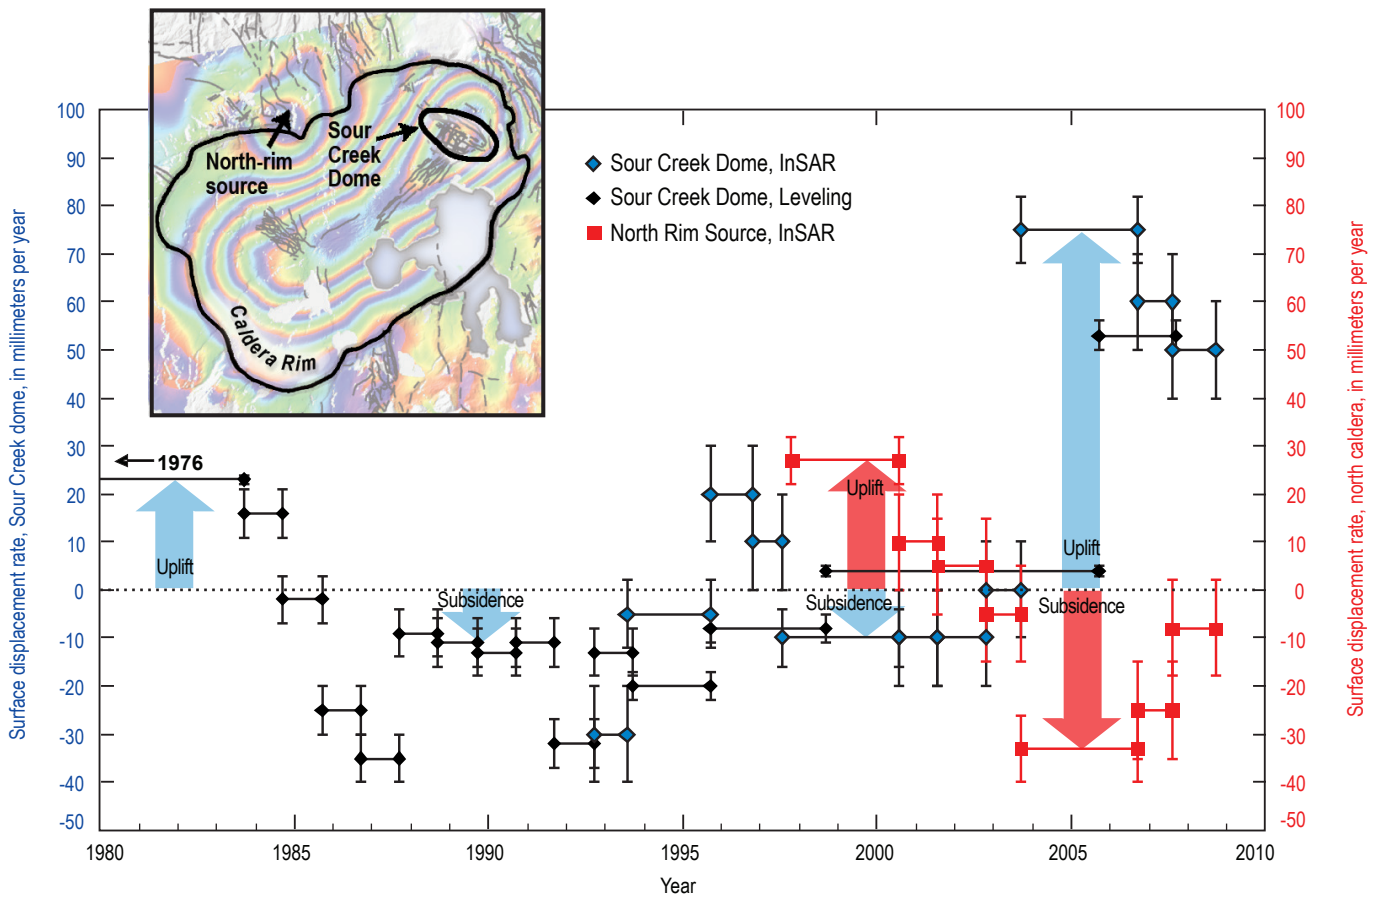 North-rim
source
Sour
Creek
Dome
Caldera Rim
Surface displacement rate, Sour Creek dome, in millimeters per year
100
90
80
70
60
50
40
30
20
10
0
-10
-20
-30
-40
-50
Sour Creek Dome, InSAR
Sour Creek Dome, Leveling
North Rim Source, InSAR
1976
Uplift
Subsidence
Uplift
Subsidence
Uplift
Subsidence
100
90
80
70
60
50
40
30
20
10
0
-10
-20
-30
-40
-50
Surface displacement rate, north caldera, in millimeters per year
1980 1985 1990 1995 2000 2005 2010
Year